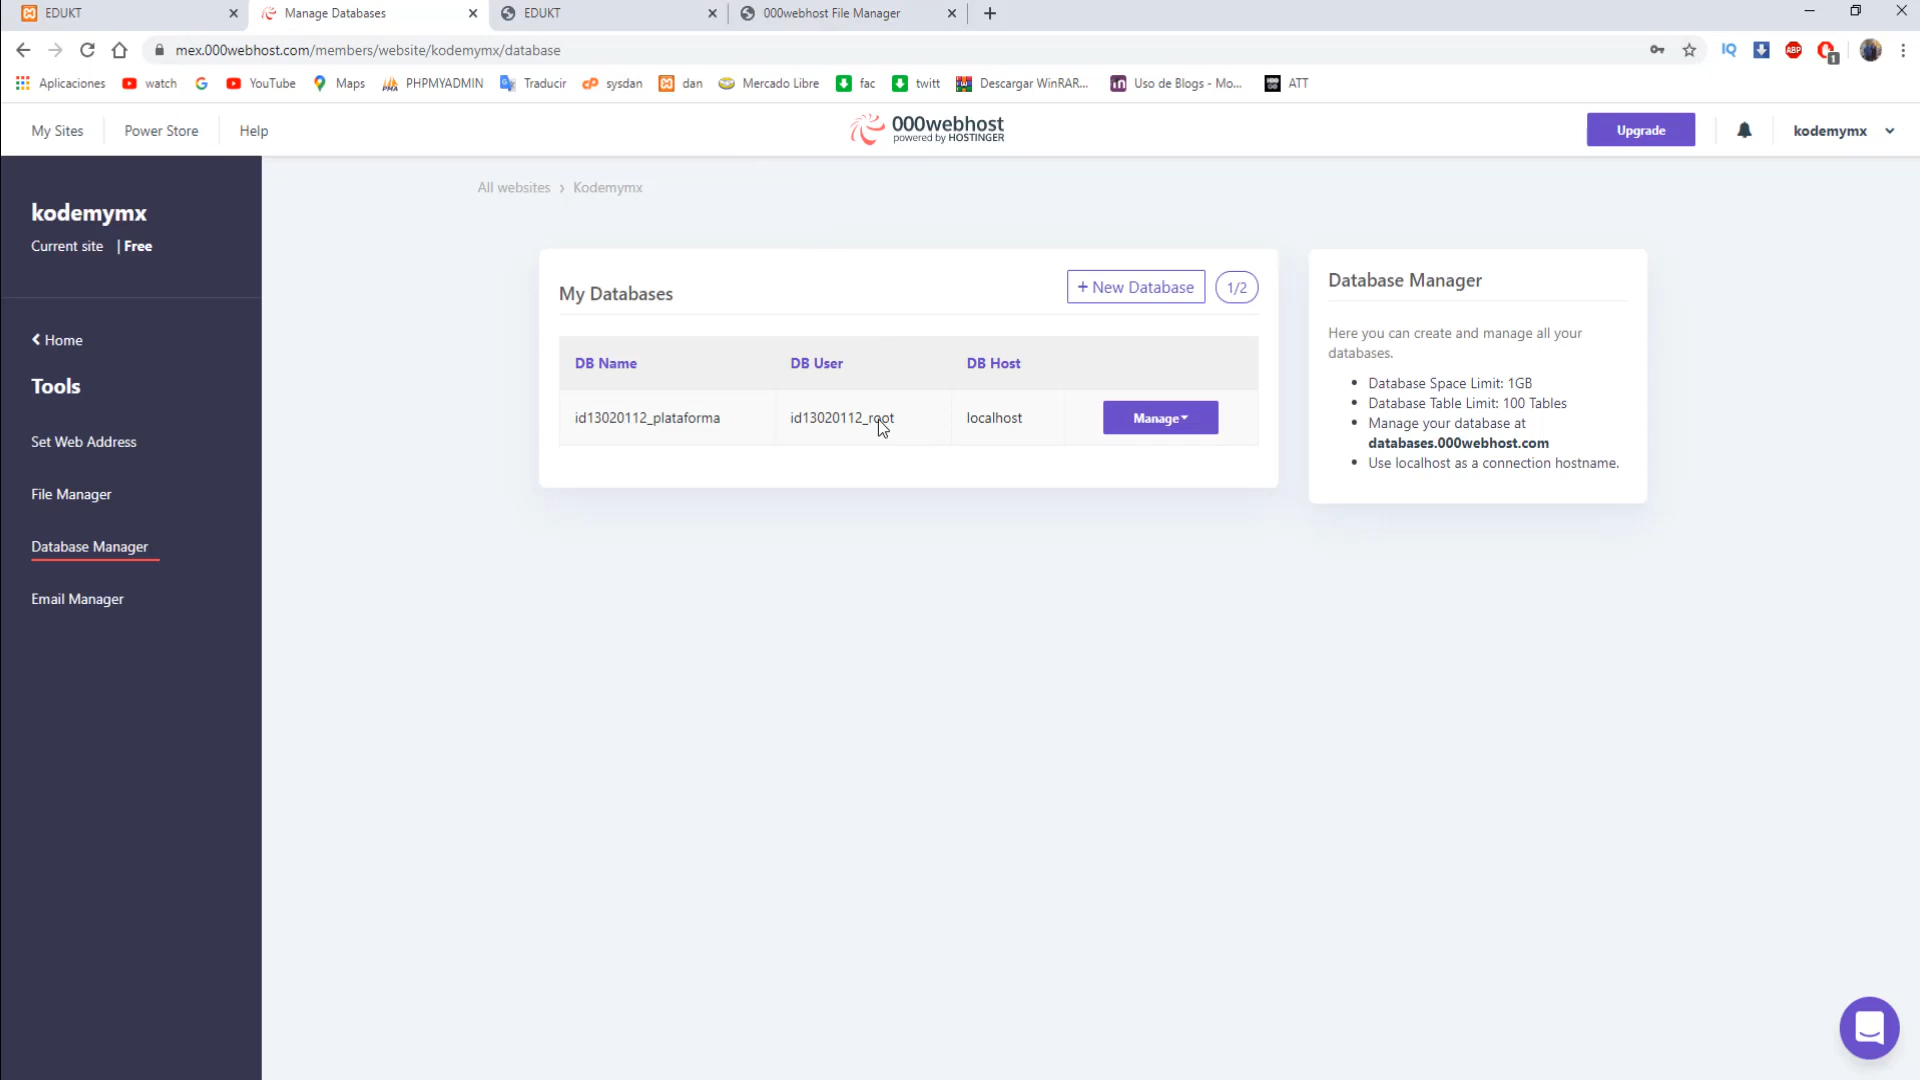 EDUKT
Manage Databases
EDUKT
000webhost File Manager
mex.000webhost.com/members/website/kodemymx/database
IQ
ABP
1
Aplicaciones
watch
YouTube
Maps
PHPMYADMIN
Traducir
sysdan
dan
Mercado Libre
fac
twitt
Descargar WinRAR...
Uso de Blogs - Mo...
ATT
My Sites
Power Store
Help
000webhost
powered by HOSTINGER
Upgrade
kodemymx
kodemymx
Current site | Free
Home
Tools
Set Web Address
File Manager
Database Manager
Email Manager
All websites › Kodemymx
My Databases
+ New Database
1/2
DB Name DB User DB Host
id13020112_plataforma id13020112_root localhost Manage
Database Manager
Here you can create and manage all your
databases.
• Database Space Limit: 1GB
• Database Table Limit: 100 Tables
• Manage your database at
databases.000webhost.com
• Use localhost as a connection hostname.